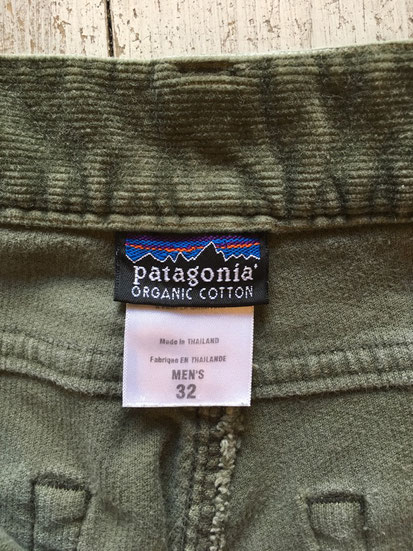 patagonia®
ORGANIC COTTON
Made in THAILAND
Fabriqué EN THAILANDE
MEN'S
32